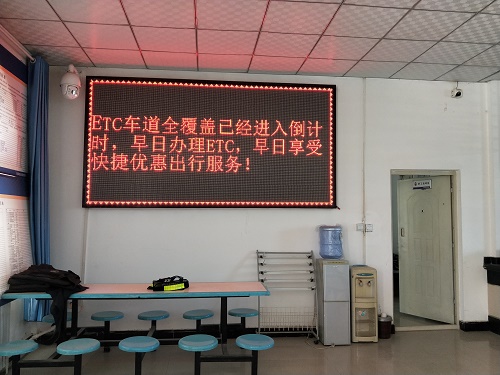 ETC车道全覆盖已经进入倒计
时，早日办理ETC，早日享受
快捷优惠出行服务！